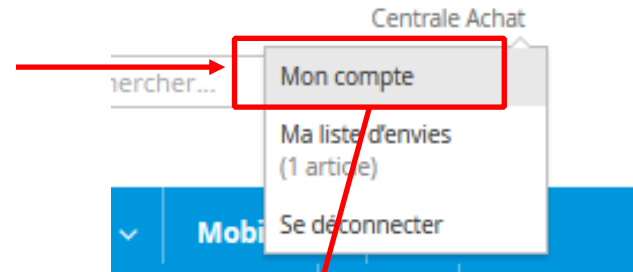 Centrale Achat
hercher...
Mon compte
Ma liste d'envies
(1 article)
Mobi
Se déconnecter